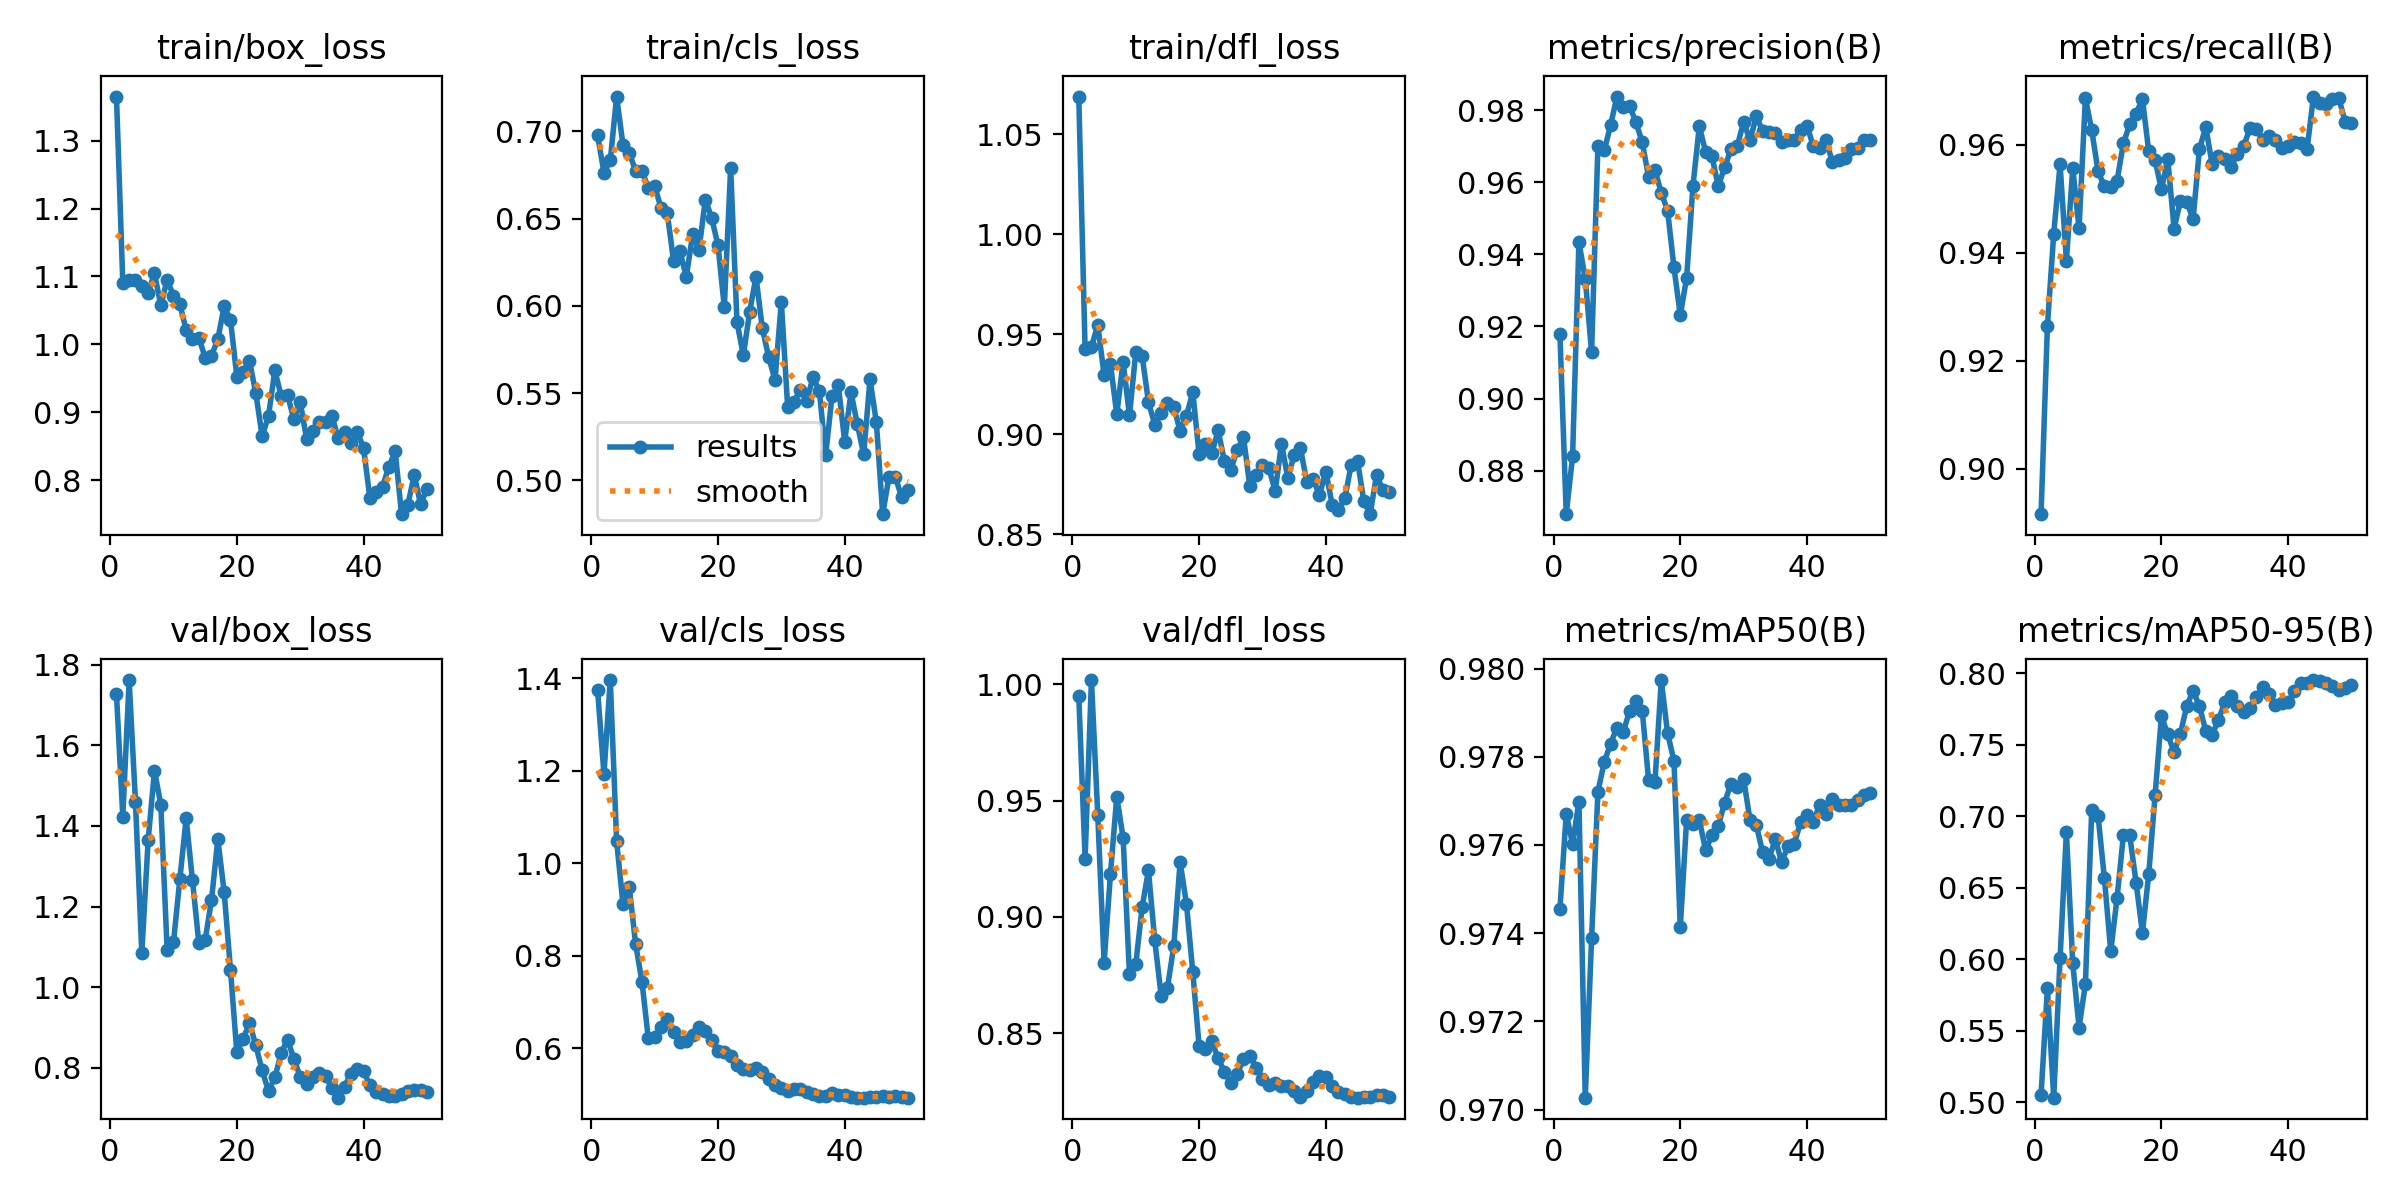 train/box_loss
1.3
1.2
1.1
1.0
0.9
0.8
0 20 40
train/cls_loss
0.70
0.65
0.60
0.55
0.50
results
smooth
0 20 40
train/dfl_loss
1.05
1.00
0.95
0.90
0.85
0 20 40
metrics/precision(B)
0.98
0.96
0.94
0.92
0.90
0.88
0 20 40
metrics/recall(B)
0.96
0.94
0.92
0.90
0 20 40
val/box_loss
1.8
1.6
1.4
1.2
1.0
0.8
0 20 40
val/cls_loss
1.4
1.2
1.0
0.8
0.6
0 20 40
val/dfl_loss
1.00
0.95
0.90
0.85
0 20 40
metrics/mAP50(B)
0.980
0.978
0.976
0.974
0.972
0.970
0 20 40
metrics/mAP50-95(B)
0.80
0.75
0.70
0.65
0.60
0.55
0.50
0 20 40